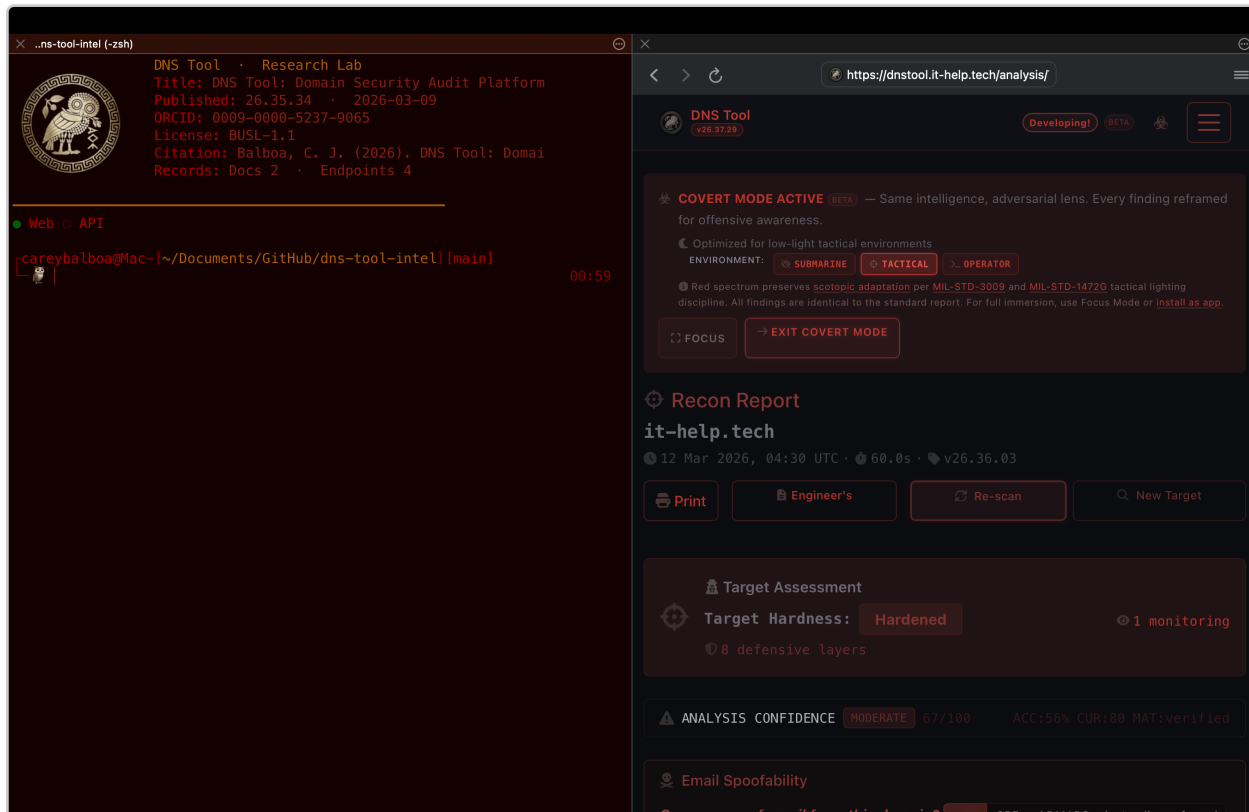 ..ns-tool-intel (-zsh)
DNS Tool · Research Lab
Title: DNS Tool: Domain Security Audit Platform
Published: 26.35.34 · 2026-03-09
ORCID: 0009-0000-5237-9065
License: BUSL-1.1
Citation: Balboa, C. J. (2026). DNS Tool: Domai
Records: Docs 2 · Endpoints 4
ΑΘΕ
● Web ○ API
careybalboa@Mac-[~/Documents/GitHub/dns-tool-intel][main]
00:59
https://dnstool.it-help.tech/analysis/
DNS Tool
v26.37.29
Developing! BETA
COVERT MODE ACTIVE BETA — Same intelligence, adversarial lens. Every finding reframed
for offensive awareness.
Optimized for low-light tactical environments
ENVIRONMENT: SUBMARINE TACTICAL >_ OPERATOR
Red spectrum preserves scotopic adaptation per MIL-STD-3009 and MIL-STD-1472G tactical lighting
discipline. All findings are identical to the standard report. For full immersion, use Focus Mode or install as app.
FOCUS → EXIT COVERT MODE
Recon Report
it-help.tech
12 Mar 2026, 04:30 UTC · 60.0s · v26.36.03
Print Engineer's Re-scan New Target
Target Assessment
Target Hardness: Hardened
1 monitoring
8 defensive layers
ANALYSIS CONFIDENCE MODERATE 67/100 ACC:56% CUR:80 MAT:verified
Email Spoofability